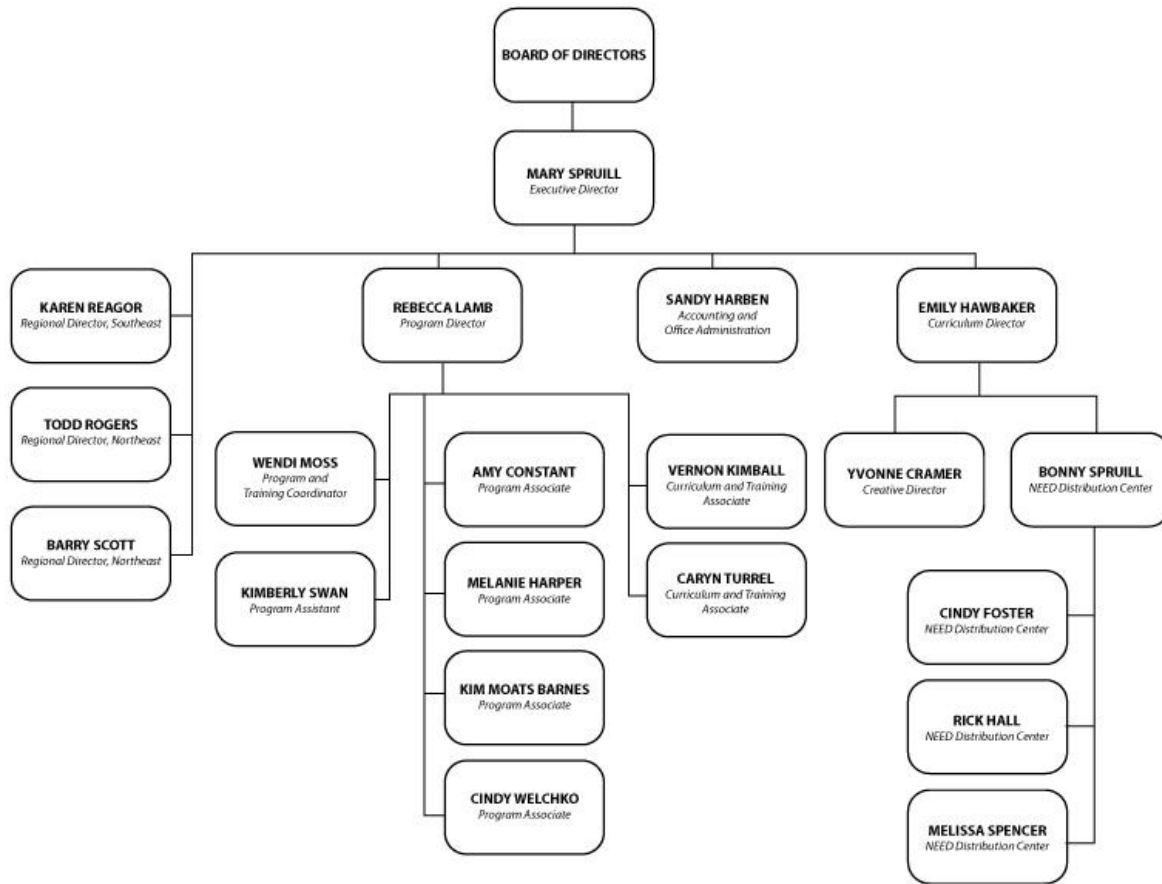 BOARD OF DIRECTORS
MARY SPRUILL
Executive Director
KAREN REAGOR
Regional Director, Southeast
REBECCA LAMB
Program Director
SANDY HARBEN
Accounting and
Office Administration
EMILY HAWBAKER
Curriculum Director
TODD ROGERS
Regional Director, Northeast
BARRY SCOTT
Regional Director, Northeast
WENDI MOSS
Program and
Training Coordinator
KIMBERLY SWAN
Program Assistant
AMY CONSTANT
Program Associate
MELANIE HARPER
Program Associate
KIM MOATS BARNES
Program Associate
CINDY WELCHKO
Program Associate
VERNON KIMBALL
Curriculum and Training
Associate
CARYN TURREL
Curriculum and Training
Associate
YVONNE CRAMER
Creative Director
BONNY SPRUILL
NEED Distribution Center
CINDY FOSTER
NEED Distribution Center
RICK HALL
NEED Distribution Center
MELISSA SPENCER
NEED Distribution Center